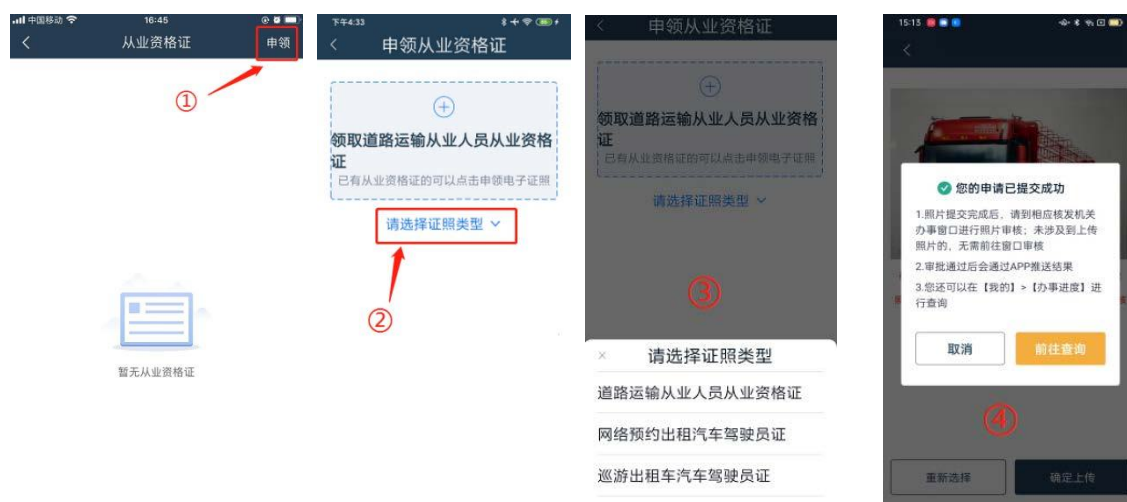 中国移动
16:45
从业资格证
申领
①
暂无从业资格证
下午4:33
申领从业资格证
领取道路运输从业人员从业资格
证
已有从业资格证的可以点击申领电子证照
请选择证照类型
②
申领从业资格证
领取道路运输从业人员从业资格
证
已有从业资格证的可以点击申领电子证照
请选择证照类型
③
请选择证照类型
道路运输从业人员从业资格证
网络预约出租汽车驾驶员证
巡游出租车汽车驾驶员证
15:13
您的申请已提交成功
1.照片提交完成后，请到相应核发机关
办事窗口进行照片审核；未涉及到上传
照片的，无需前往窗口审核
2.审批通过后会通过APP推送结果
3.您还可以在【我的】>【办事进度】进
行查询
取消
前往查询
④
重新选择
确定上传